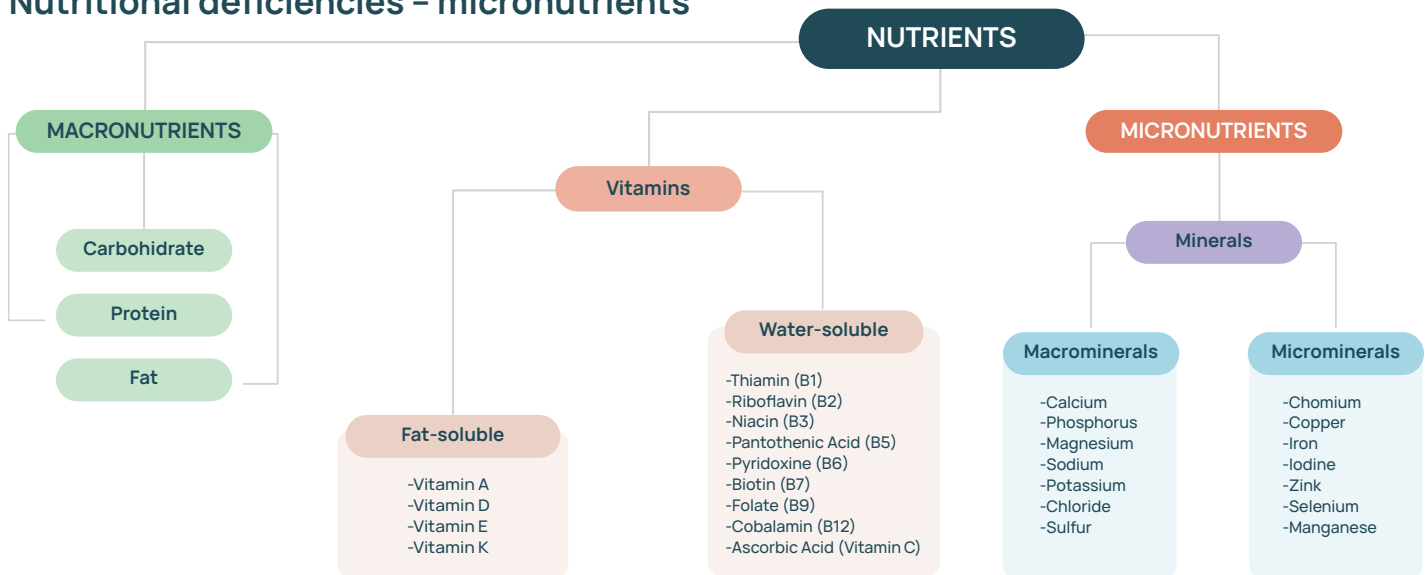 Nutritional deficiencies – micronutrients
NUTRIENTS
MACRONUTRIENTS
Carbohidrate
Protein
Fat
Vitamins
Fat-soluble
-Vitamin A
-Vitamin D
-Vitamin E
-Vitamin K
Water-soluble
-Thiamin (B1)
-Riboflavin (B2)
-Niacin (B3)
-Pantothenic Acid (B5)
-Pyridoxine (B6)
-Biotin (B7)
-Folate (B9)
-Cobalamin (B12)
-Ascorbic Acid (Vitamin C)
MICRONUTRIENTS
Minerals
Macrominerals
-Calcium
-Phosphorus
-Magnesium
-Sodium
-Potassium
-Chloride
-Sulfur
Microminerals
-Chomium
-Copper
-Iron
-Iodine
-Zink
-Selenium
-Manganese